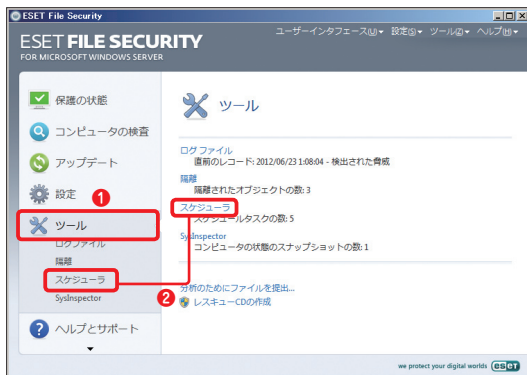 ESET File Security
ESET FILE SECURITY
FOR MICROSOFT WINDOWS SERVER
ユーザーインタフェース(U)▾ 設定(S)▾ ツール(Z)▾ ヘルプ(H)▾
保護の状態
コンピュータの検査
アップデート
設定
1
ツール
ログファイル
隔離
スケジューラ
SysInspector
ヘルプとサポート
ツール
ログ ファイル
直前のレコード: 2012/06/23 1:08:04 - 検出された脅威
隔離
隔離されたオブジェクトの数: 3
スケジューラ
スケジュールタスクの数: 5
SysInspector
コンピュータの状態のスナップショットの数: 1
2
分析のためにファイルを提出...
レスキューCDの作成
we protect your digital worlds eset